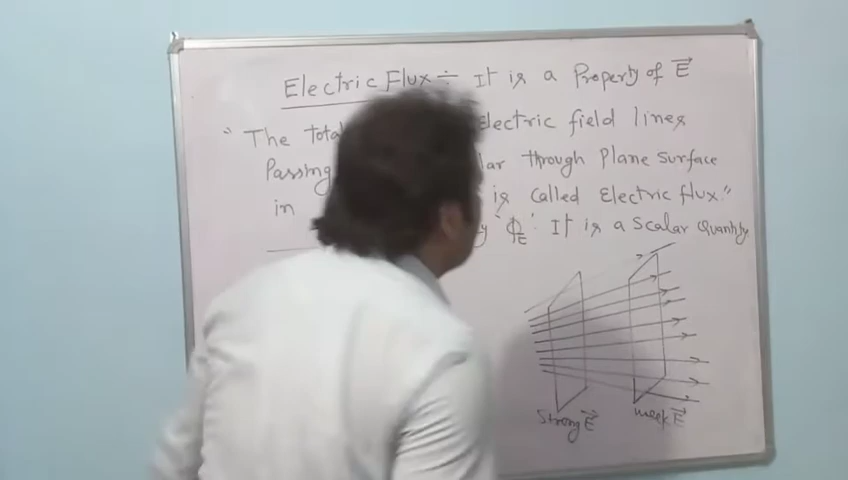 Electric Flux ÷ It is a Property of E⃗
"The total Electric field lines
Passing lar through Plane Surface
in is called Electric flux."
y 'ΦE'. It is a Scalar Quantity
Strong E⃗
weak E⃗